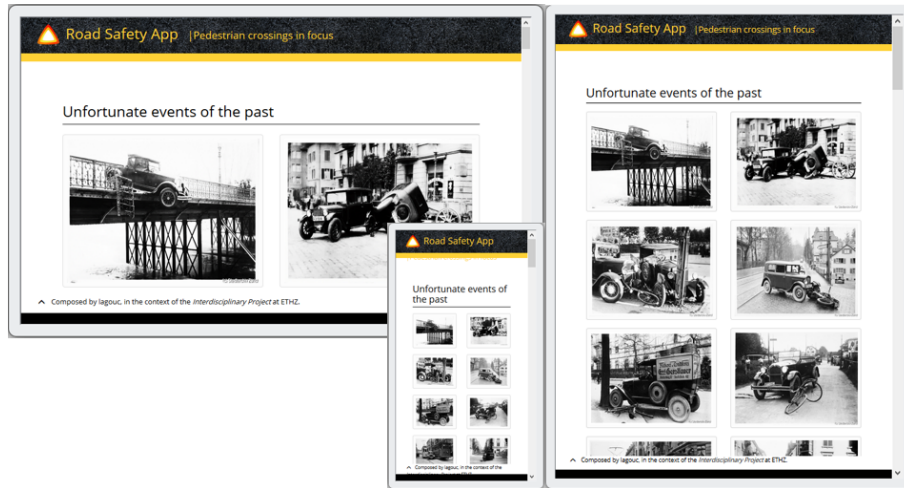 Road Safety App |Pedestrian crossings in focus
Unfortunate events of the past
Composed by lagouc, in the context of the Interdisciplinary Project at ETHZ.
Road Safety App
Unfortunate events of
the past
Composed by lagouc, in the context of the
Road Safety App |Pedestrian crossings in focus
Unfortunate events of the past
Composed by lagouc, in the context of the Interdisciplinary Project at ETHZ.